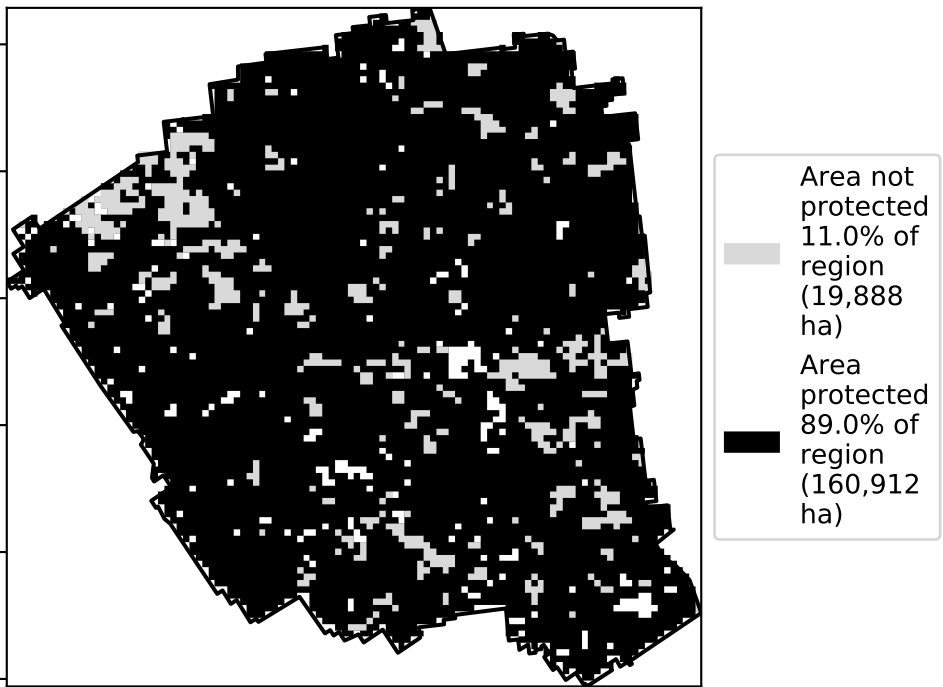 Area not
protected
11.0% of
region
(19,888
ha)
Area
protected
89.0% of
region
(160,912
ha)